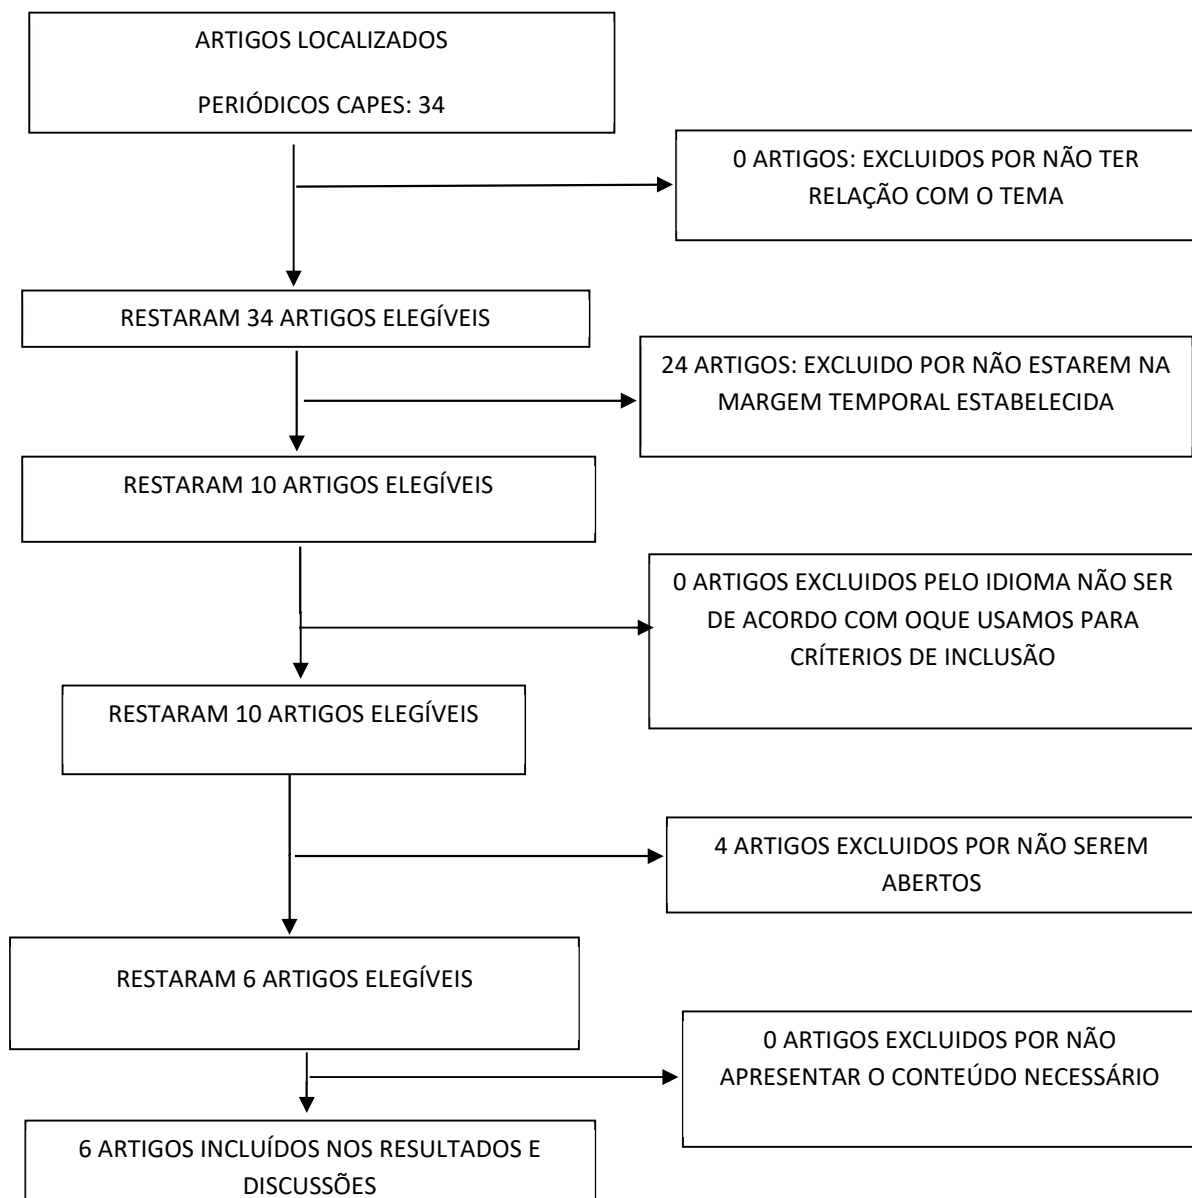 ARTIGOS LOCALIZADOS
PERIÓDICOS CAPES: 34
0 ARTIGOS: EXCLUIDOS POR NÃO TER
RELAÇÃO COM O TEMA
RESTARAM 34 ARTIGOS ELEGÍVEIS
24 ARTIGOS: EXCLUIDO POR NÃO ESTAREM NA
MARGEM TEMPORAL ESTABELECIDA
RESTARAM 10 ARTIGOS ELEGÍVEIS
0 ARTIGOS EXCLUIDOS PELO IDIOMA NÃO SER
DE ACORDO COM OQUE USAMOS PARA
CRÍTERIOS DE INCLUSÃO
RESTARAM 10 ARTIGOS ELEGÍVEIS
4 ARTIGOS EXCLUIDOS POR NÃO SEREM
ABERTOS
RESTARAM 6 ARTIGOS ELEGÍVEIS
0 ARTIGOS EXCLUIDOS POR NÃO
APRESENTAR O CONTEÚDO NECESSÁRIO
6 ARTIGOS INCLUÍDOS NOS RESULTADOS E
DISCUSSÕES